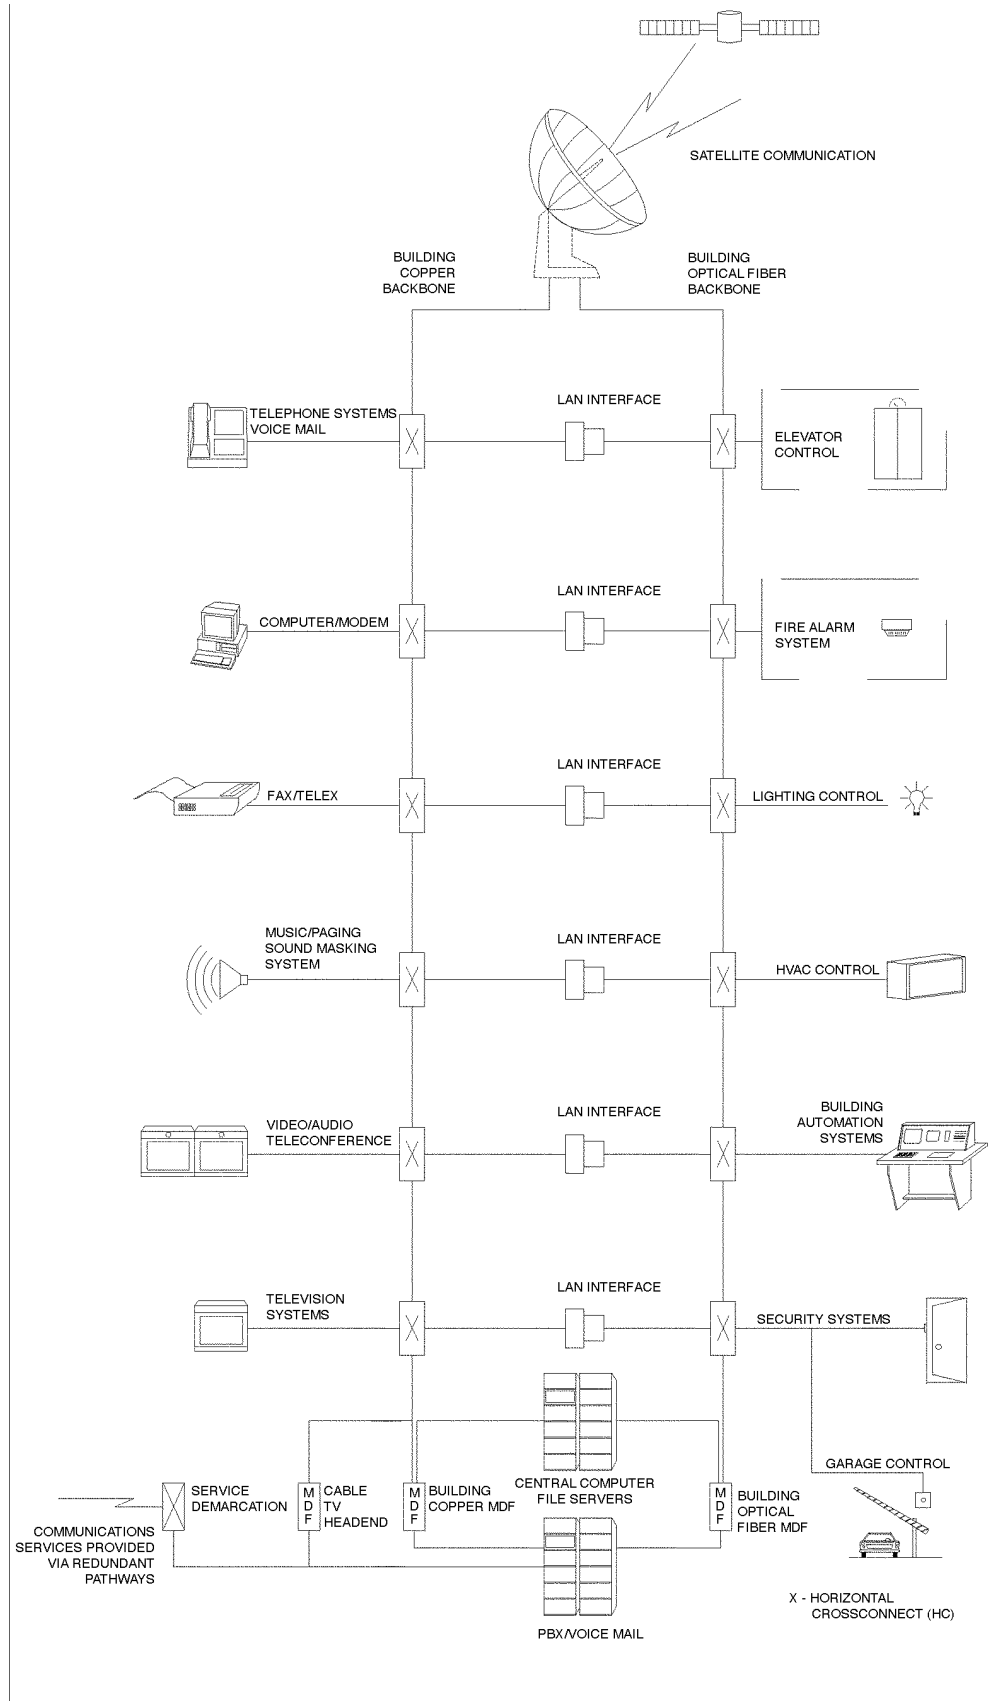 SATELLITE COMMUNICATION
BUILDING
COPPER
BACKBONE
BUILDING
OPTICAL FIBER
BACKBONE
TELEPHONE SYSTEMS
VOICE MAIL
LAN INTERFACE
ELEVATOR
CONTROL
COMPUTER/MODEM
LAN INTERFACE
FIRE ALARM
SYSTEM
FAX/TELEX
LAN INTERFACE
LIGHTING CONTROL
MUSIC/PAGING
SOUND MASKING
SYSTEM
LAN INTERFACE
HVAC CONTROL
VIDEO/AUDIO
TELECONFERENCE
LAN INTERFACE
BUILDING
AUTOMATION
SYSTEMS
TELEVISION
SYSTEMS
LAN INTERFACE
SECURITY SYSTEMS
GARAGE CONTROL
CENTRAL COMPUTER
FILE SERVERS
SERVICE
DEMARCATION
MDF
CABLE
TV
HEADEND
MDF
BUILDING
COPPER MDF
MDF
BUILDING
OPTICAL
FIBER MDF
COMMUNICATIONS
SERVICES PROVIDED
VIA REDUNDANT
PATHWAYS
PBX/VOICE MAIL
X - HORIZONTAL
CROSSCONNECT (HC)